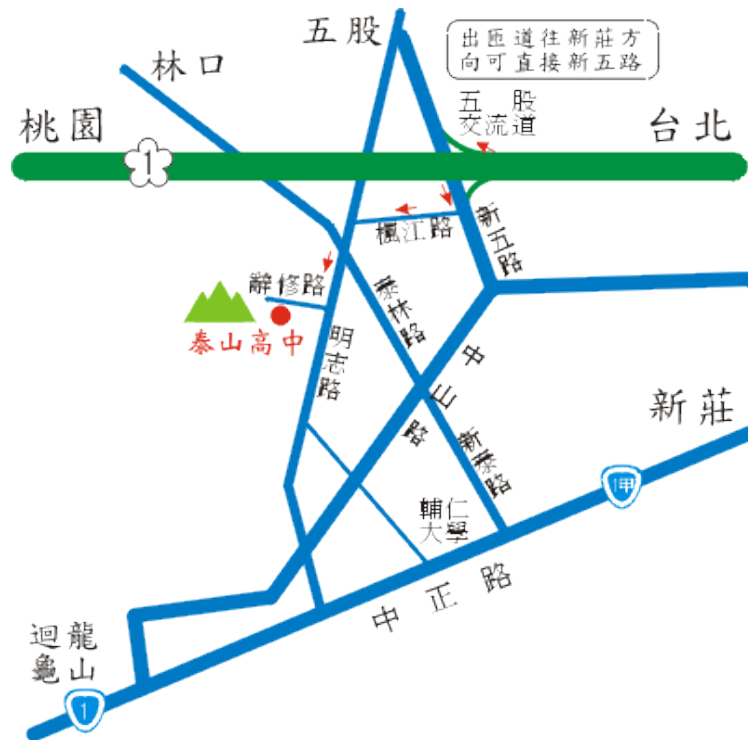 五股
出匝道往新莊方
向可直接新五路
林口
五股
交流道
桃園
1
台北
新五路
楓江路
辭修路
泰林路
泰山高中
明志路
中山路
新莊
新泰路
1甲
輔仁
大學
中正路
迴龍
龜山
1